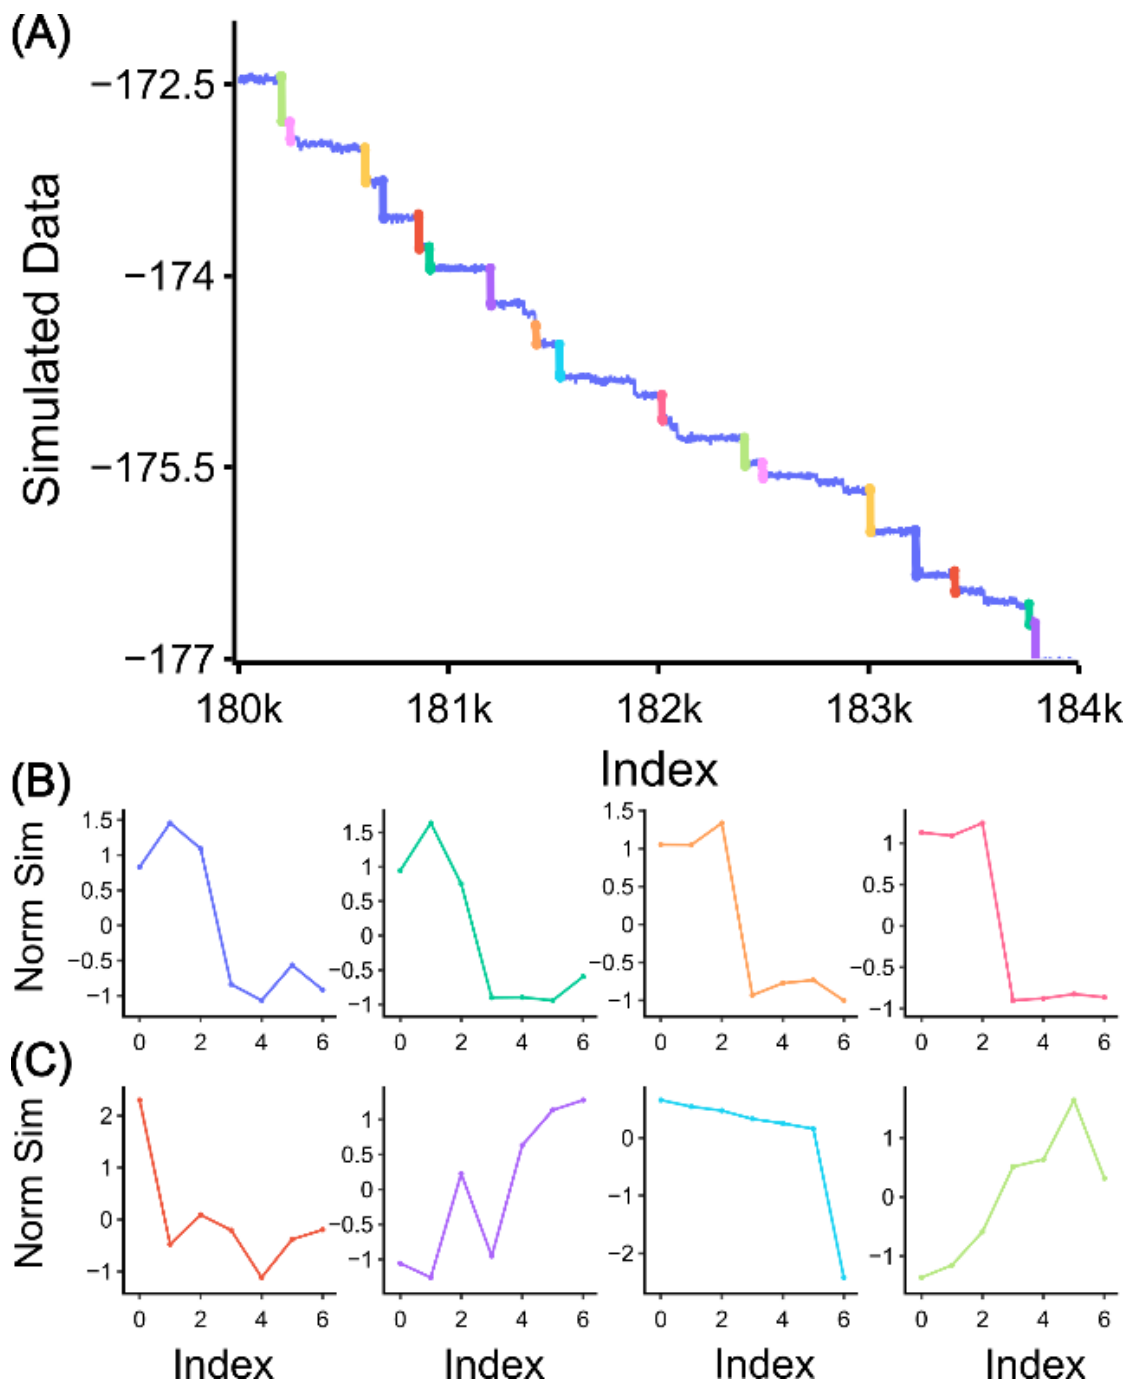 (A)
Simulated Data
−172.5
−174
−175.5
−177
180k 181k 182k 183k 184k
Index
(B)
Norm Sim
1.5 1 0.5 0 −0.5 −1
0 2 4 6
1.5 1 0.5 0 −0.5 −1
0 2 4 6
1.5 1 0.5 0 −0.5 −1
0 2 4 6
1 0.5 0 −0.5 −1
0 2 4 6
(C)
Norm Sim
2 1 0 −1
0 2 4 6
Index
1 0.5 0 −0.5 −1
0 2 4 6
Index
0 −1 −2
0 2 4 6
Index
1 0 −1
0 2 4 6
Index